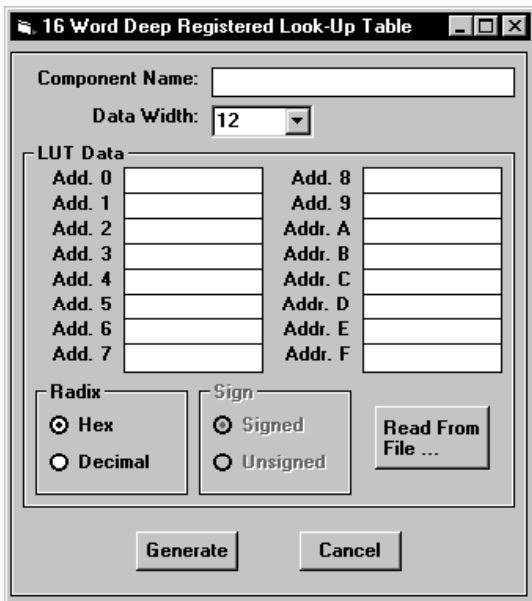 16 Word Deep Registered Look-Up Table
Component Name:
Data Width: 12
LUT Data
Add. 0 Add. 8
Add. 1 Add. 9
Add. 2 Addr. A
Add. 3 Addr. B
Add. 4 Addr. C
Add. 5 Addr. D
Add. 6 Addr. E
Add. 7 Addr. F
Radix Sign
Hex Signed
Decimal Unsigned
Read From
File ...
Generate Cancel